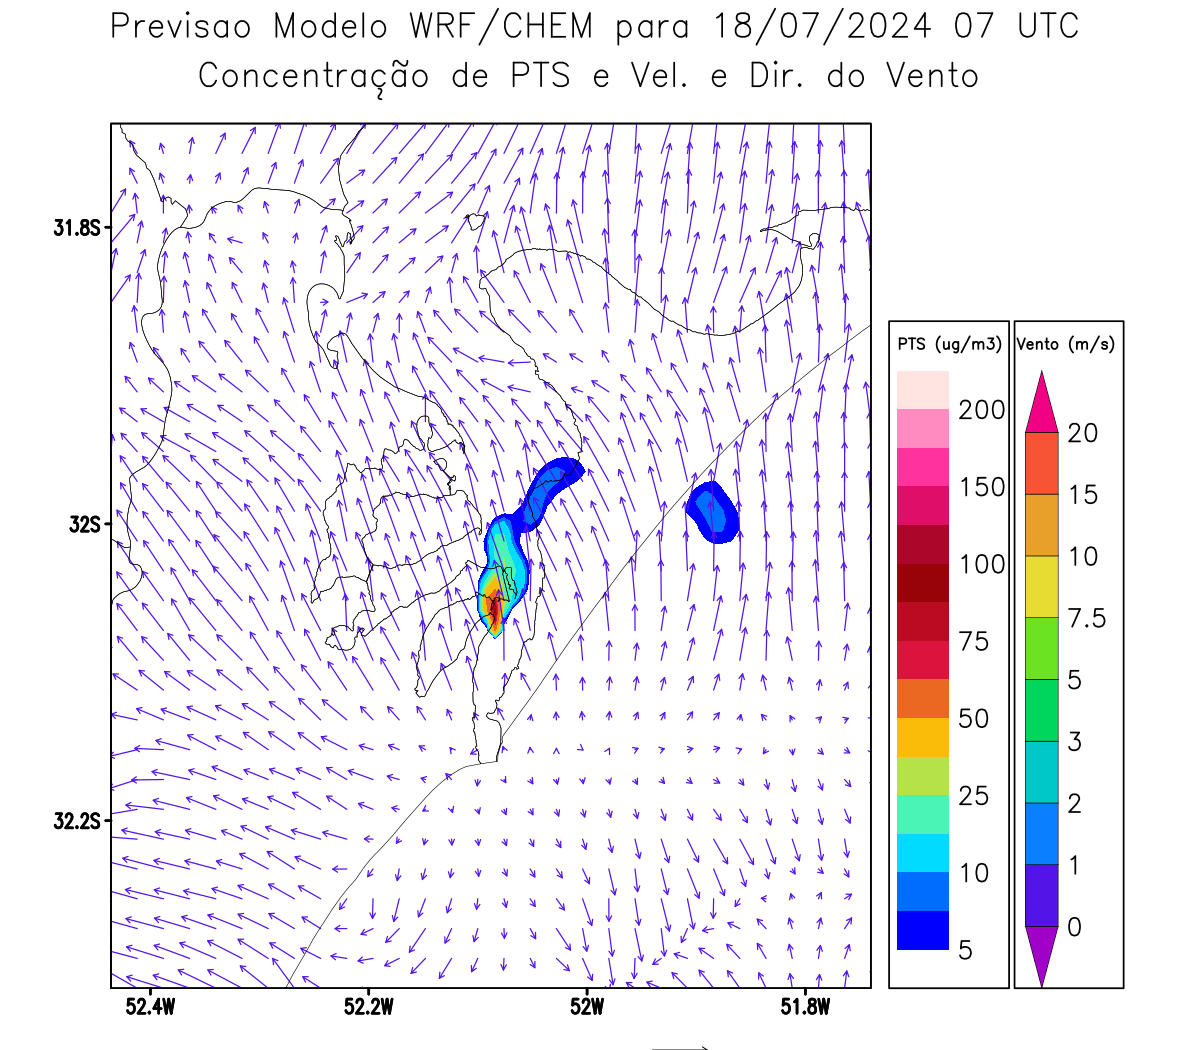 Previsao Modelo WRF/CHEM para 18/07/2024 07 UTC
Concentração de PTS e Vel. e Dir. do Vento
31.8S
32S
32.2S
52.4W
52.2W
52W
51.8W
PTS (ug/m3)
200
150
100
75
50
25
10
5
Vento (m/s)
20
15
10
7.5
5
3
2
1
0